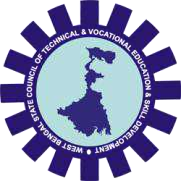 WEST BENGAL STATE COUNCIL OF TECHNICAL & VOCATIONAL EDUCATION & SKILL DEVELOPMENT